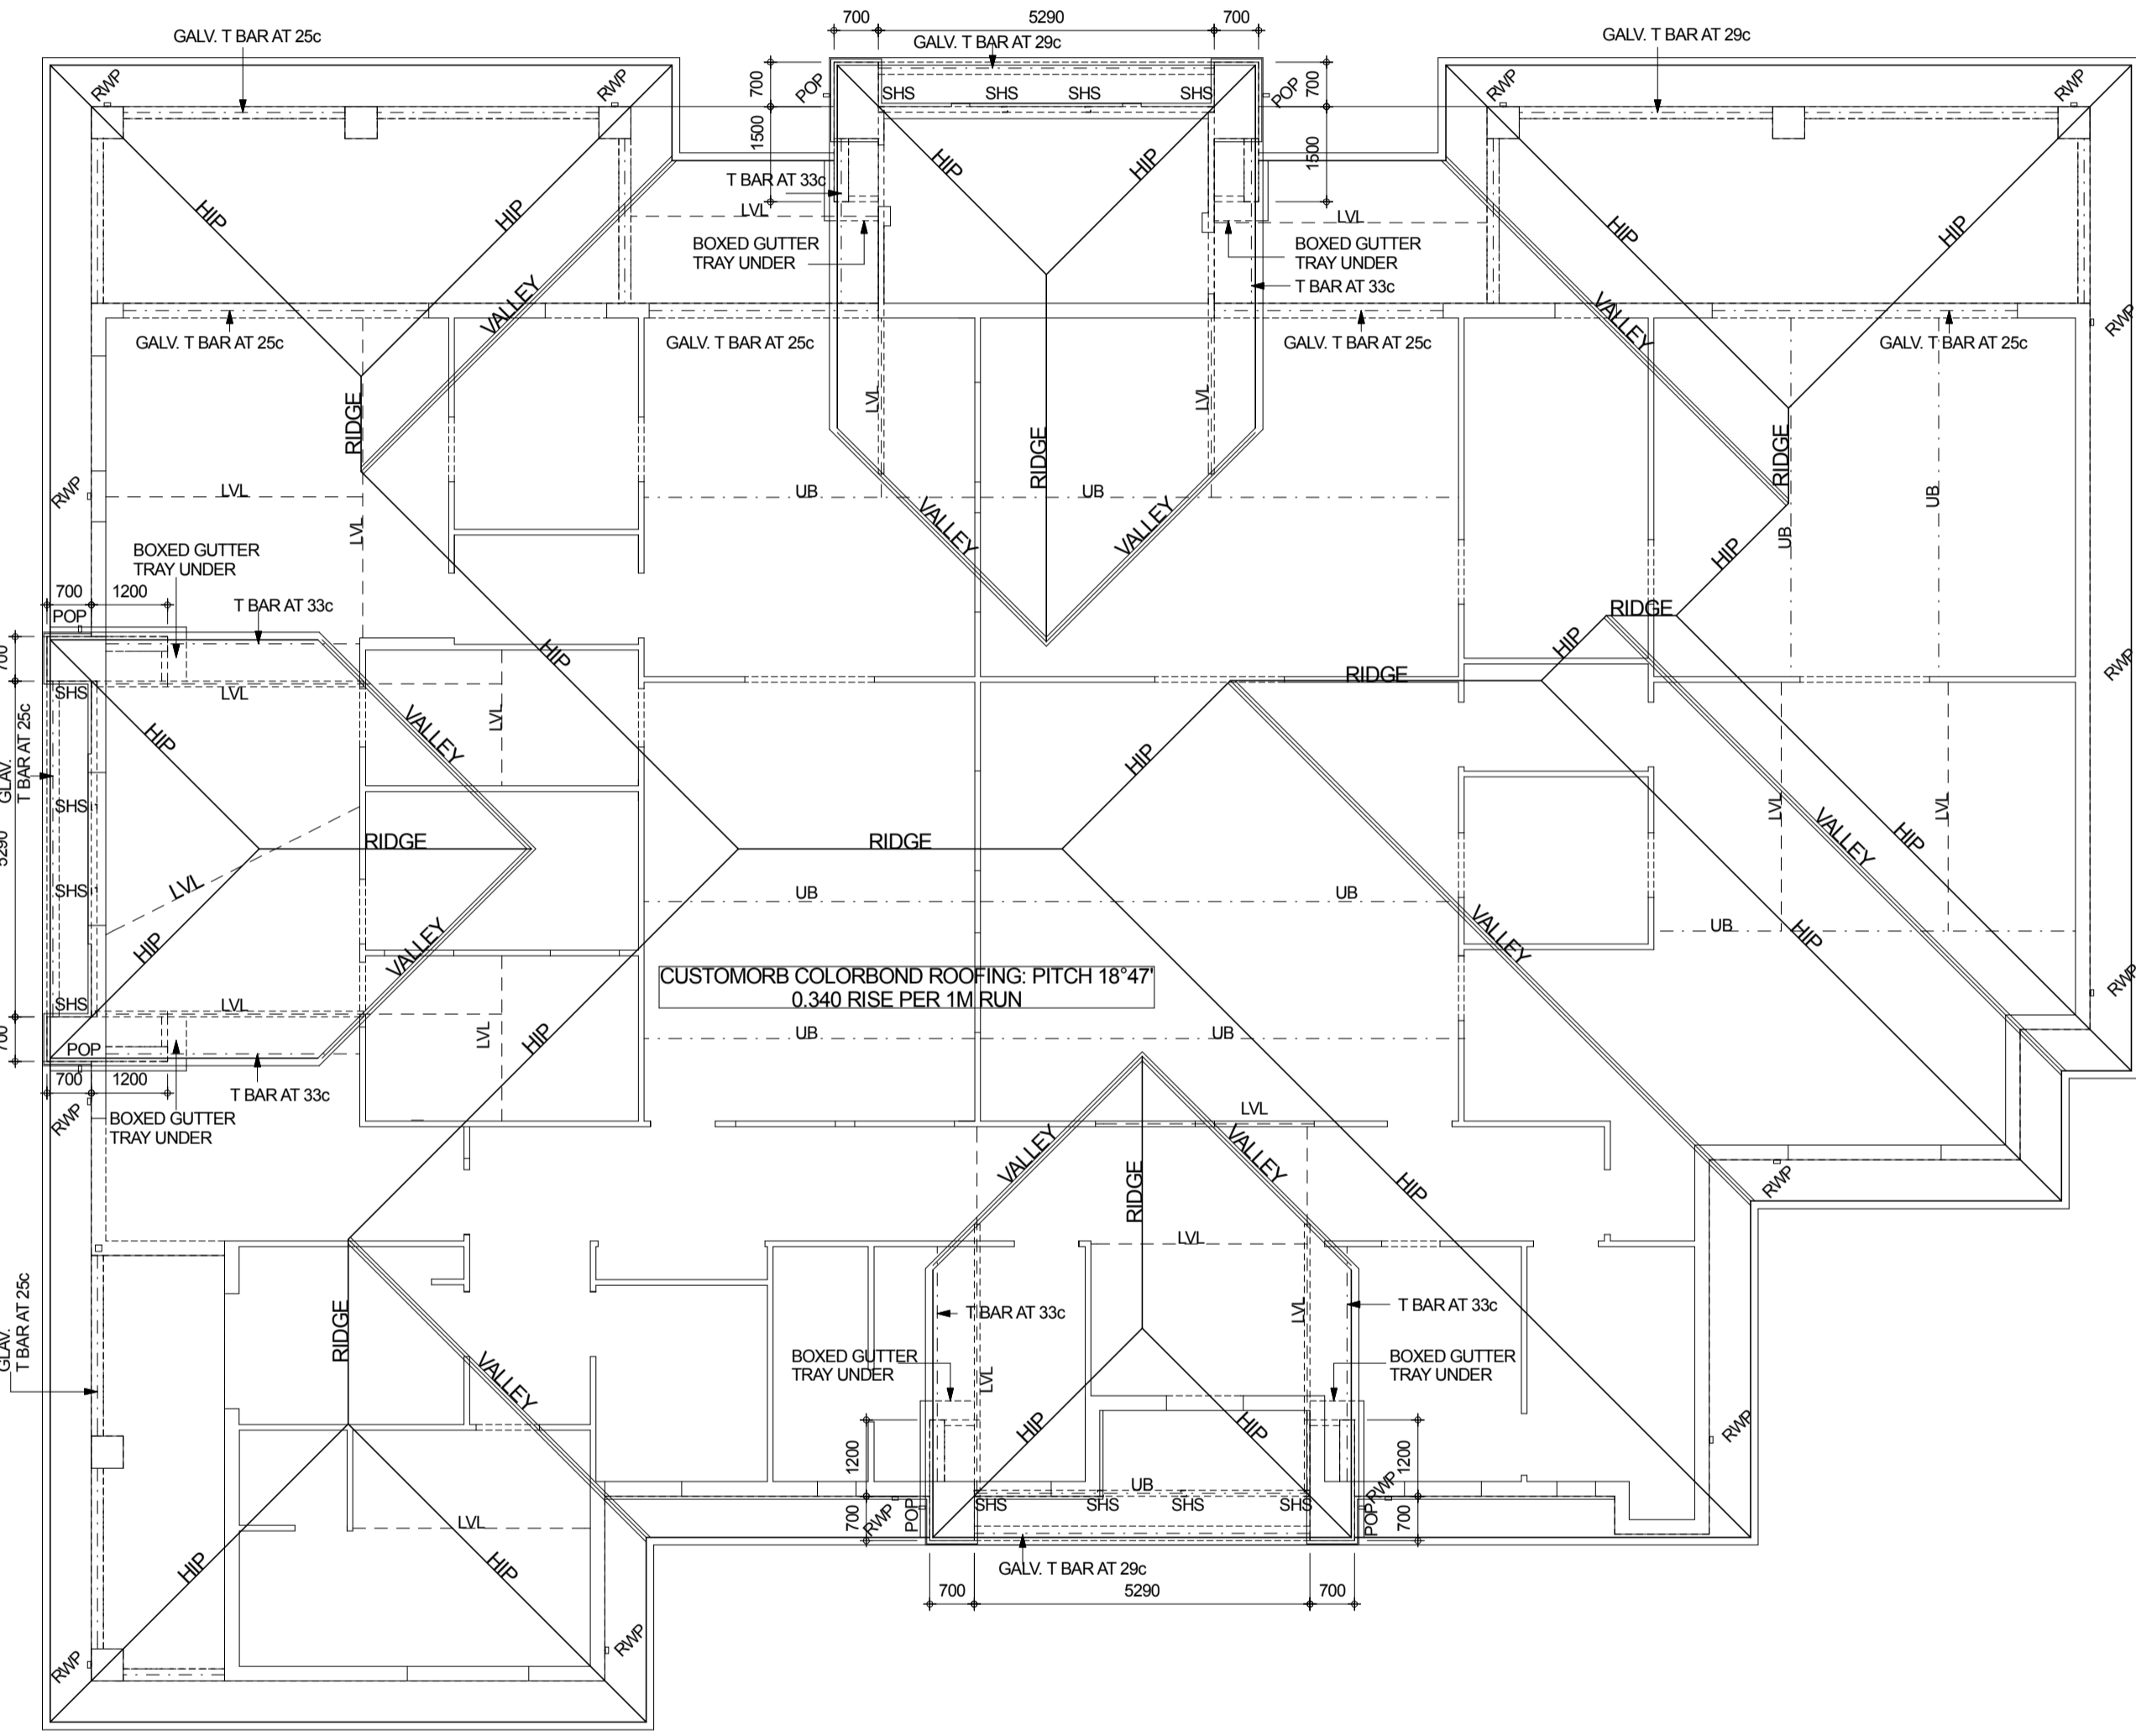 700
5290
700
GALV. T BAR AT 25c
GALV. T BAR AT 29c
GALV. T BAR AT 29c
RWP
RWP
POP
700
SHS
SHS
SHS
SHS
POP
700
RWP
RWP
1500
1500
HIP
HIP
T BAR AT 33c
HIP
HIP
LVL
LVL
HIP
HIP
BOXED GUTTER
TRAY UNDER
BOXED GUTTER
TRAY UNDER
VALLEY
T BAR AT 33c
VALLEY
RWP
GALV. T BAR AT 25c
GALV. T BAR AT 25c
GALV. T BAR AT 25c
GALV. T BAR AT 25c
RIDGE
LVL
LVL
RIDGE
RIDGE
RWP
LVL
LVL
UB
UB
VALLEY
VALLEY
UB
UB
HIP
BOXED GUTTER
TRAY UNDER
700
1200
POP
T BAR AT 33c
RIDGE
HIP
HIP
RWP
700
SHS
LVL
LVL
RIDGE
VALLEY
HIP
GLAV.
T BAR AT 25c
HIP
SHS
LVL
LVL
VALLEY
HIP
5290
RIDGE
RIDGE
SHS
LVL
UB
UB
VALLEY
UB
HIP
HIP
VALLEY
CUSTOMORB COLORBOND ROOFING: PITCH 18°47'
0.340 RISE PER 1M RUN
RWP
SHS
LVL
LVL
HIP
UB
UB
700
POP
700
1200
T BAR AT 33c
RWP
BOXED GUTTER
TRAY UNDER
LVL
VALLEY
VALLEY
RIDGE
HIP
RWP
LVL
GLAV.
T BAR AT 25c
RIDGE
T BAR AT 33c
LVL
T BAR AT 33c
VALLEY
BOXED GUTTER
TRAY UNDER
LVL
BOXED GUTTER
TRAY UNDER
HIP
HIP
RWP
1200
UB
1200
700
RWP
POP
SHS
SHS
SHS
SHS
POP
RWP
700
LVL
HIP
HIP
GALV. T BAR AT 29c
700
5290
700
RWP
RWP